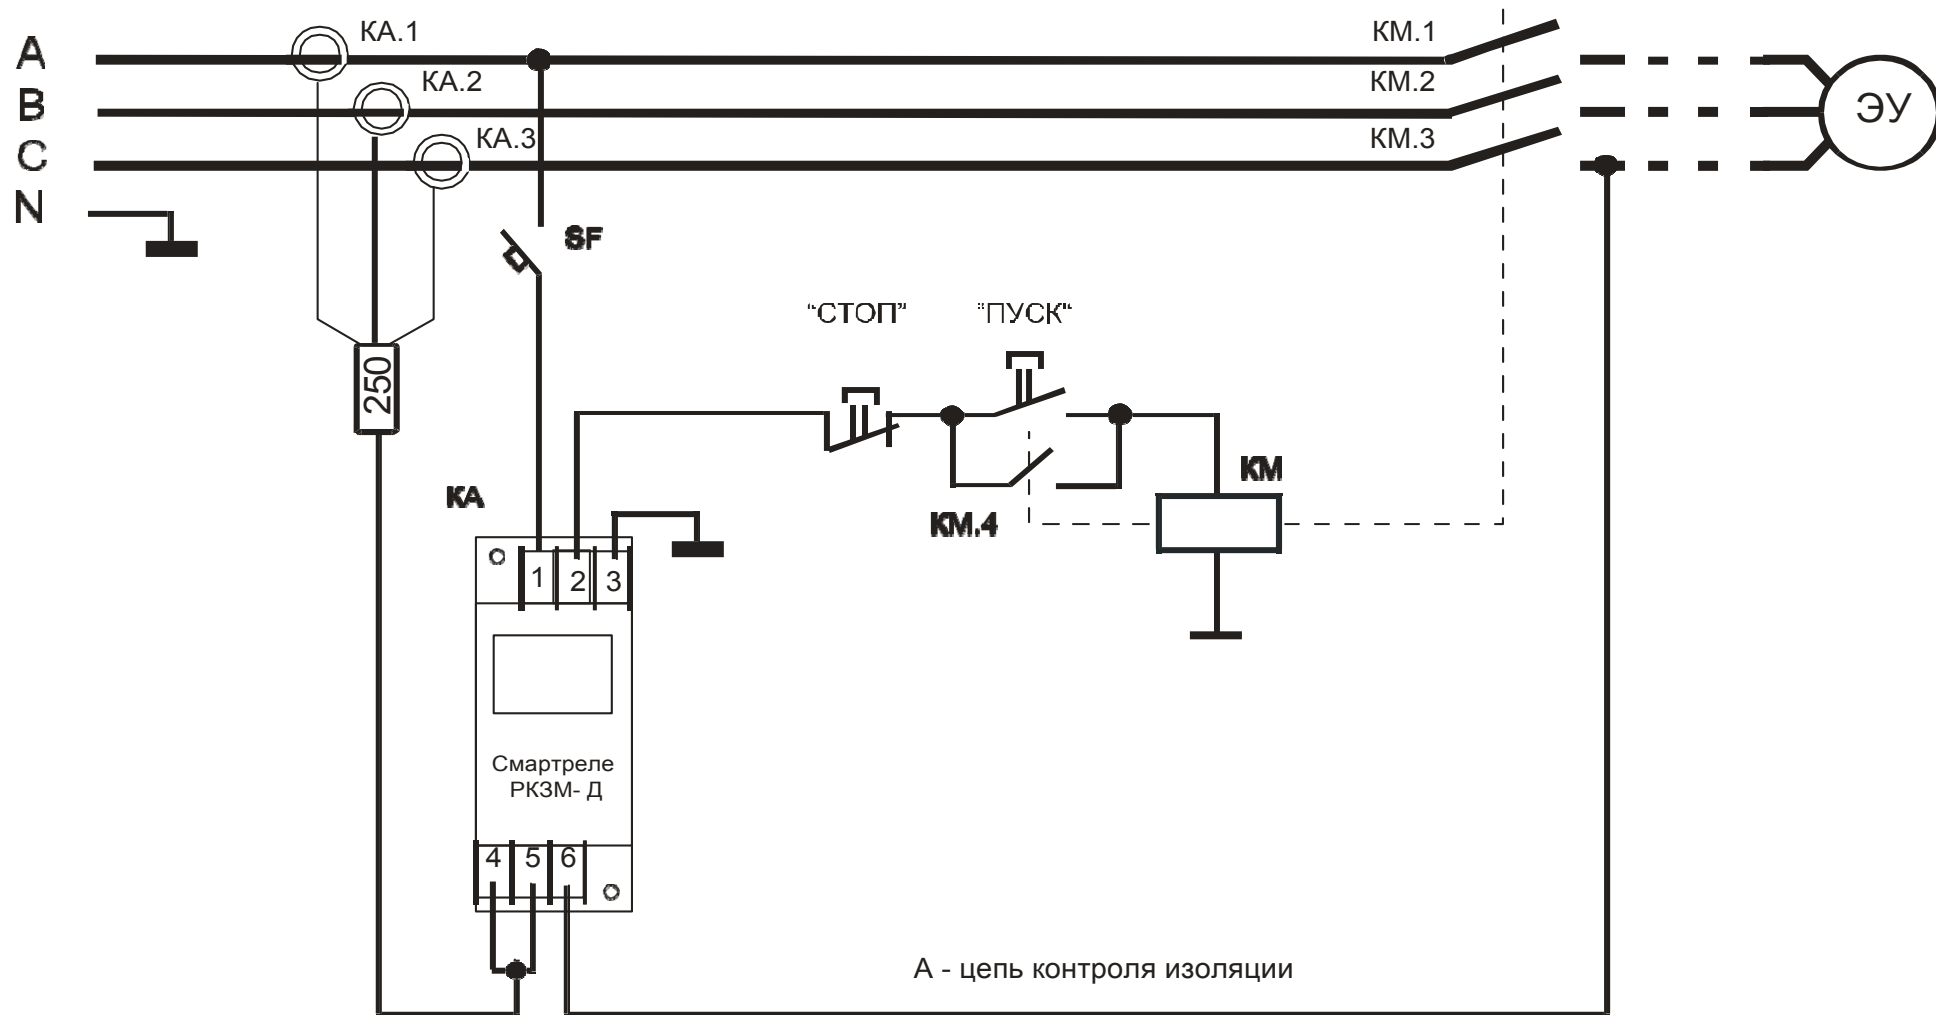 КА.1
КМ.1
A
КА.2
КМ.2
B
ЭУ
КА.3
КМ.3
C
N
SF
"СТОП"
"ПУСК"
250
КА
КМ
КМ.4
1
2
3
Смартреле
РКЗМ- Д
4
5
6
А - цепь контроля изоляции